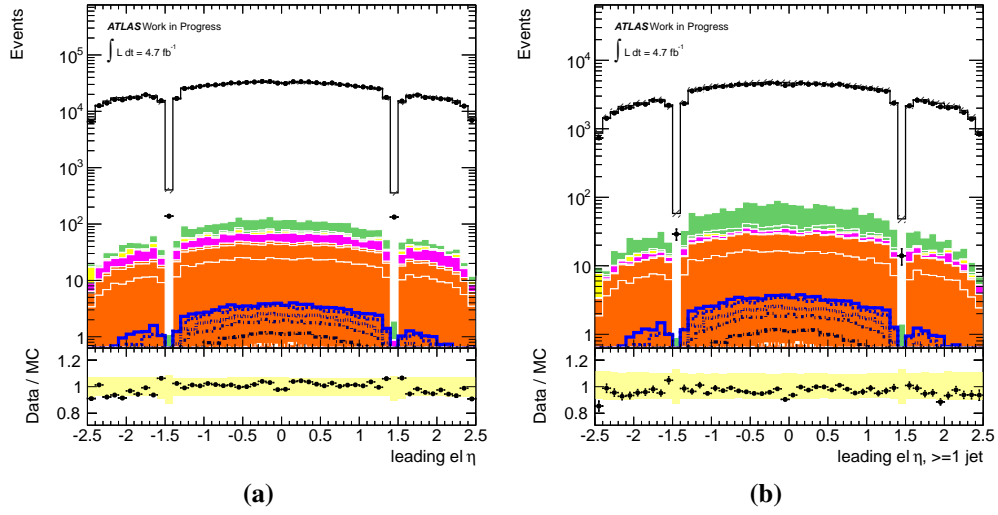 Events
ATLAS Work in Progress
∫ L dt = 4.7 fb⁻¹
10⁵
10⁴
10³
10²
10
1
Data / MC
1.2
1
0.8
-2.5 -2 -1.5 -1 -0.5 0 0.5 1 1.5 2 2.5
leading el η
(a)
Events
ATLAS Work in Progress
∫ L dt = 4.7 fb⁻¹
10⁴
10³
10²
10
1
Data / MC
1.2
1
0.8
-2.5 -2 -1.5 -1 -0.5 0 0.5 1 1.5 2 2.5
leading el η, >=1 jet
(b)